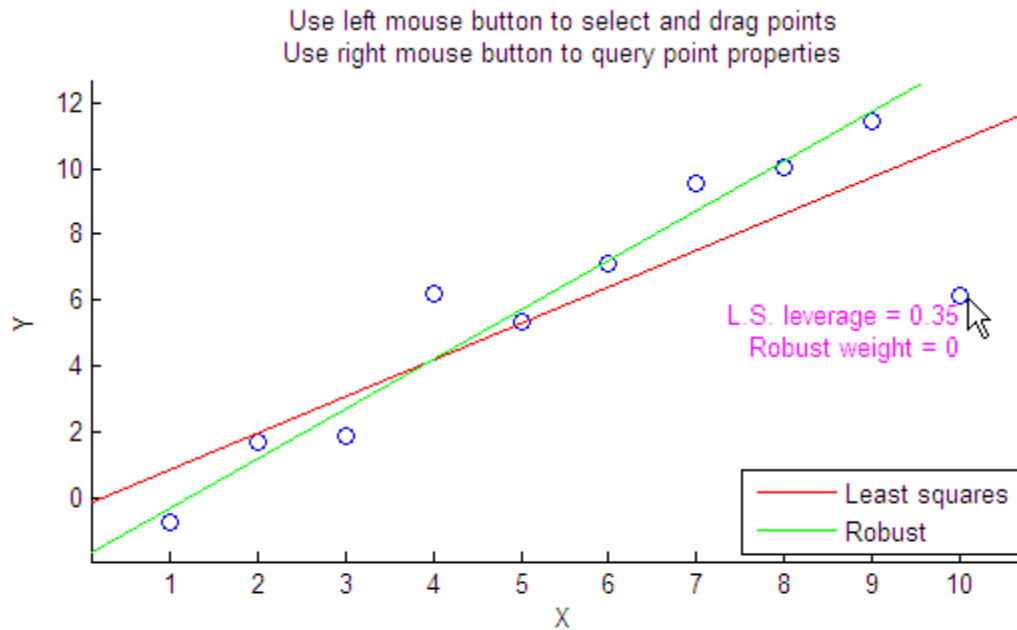 Use left mouse button to select and drag points
Use right mouse button to query point properties
12
10
8
6
4
2
0
Y
L.S. leverage = 0.35
Robust weight = 0
Least squares
Robust
1 2 3 4 5 6 7 8 9 10
X